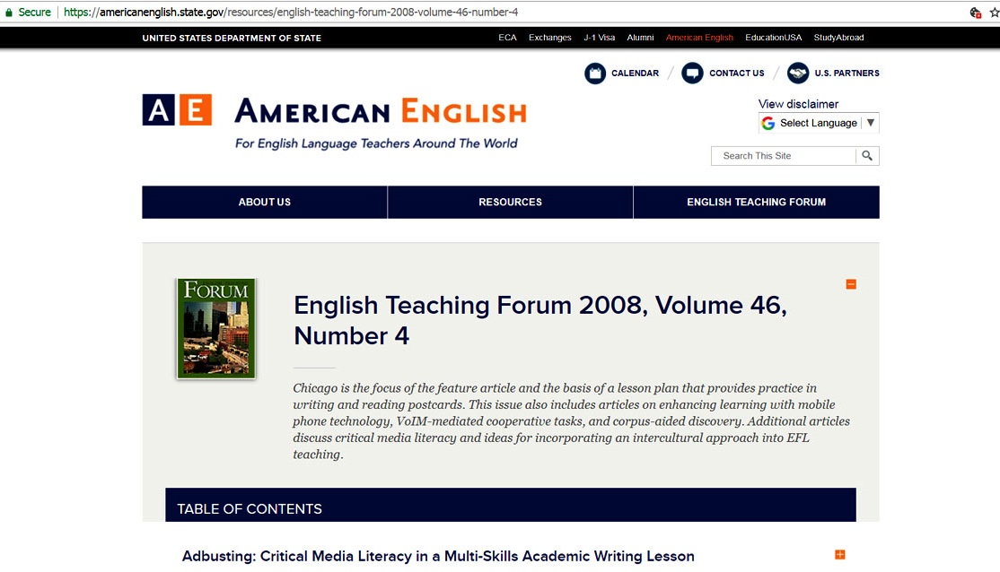 Secure https://americanenglish.state.gov/resources/english-teaching-forum-2008-volume-46-number-4
UNITED STATES DEPARTMENT OF STATE ECA Exchanges J-1 Visa Alumni American English EducationUSA StudyAbroad
CALENDAR CONTACT US U.S. PARTNERS
AE AMERICAN ENGLISH
For English Language Teachers Around The World
View disclaimer
Select Language
Search This Site
ABOUT US RESOURCES ENGLISH TEACHING FORUM
FORUM
English Teaching Forum 2008, Volume 46,
Number 4
Chicago is the focus of the feature article and the basis of a lesson plan that provides practice in
writing and reading postcards. This issue also includes articles on enhancing learning with mobile
phone technology, VoIM-mediated cooperative tasks, and corpus-aided discovery. Additional articles
discuss critical media literacy and ideas for incorporating an intercultural approach into EFL
teaching.
TABLE OF CONTENTS
Adbusting: Critical Media Literacy in a Multi-Skills Academic Writing Lesson